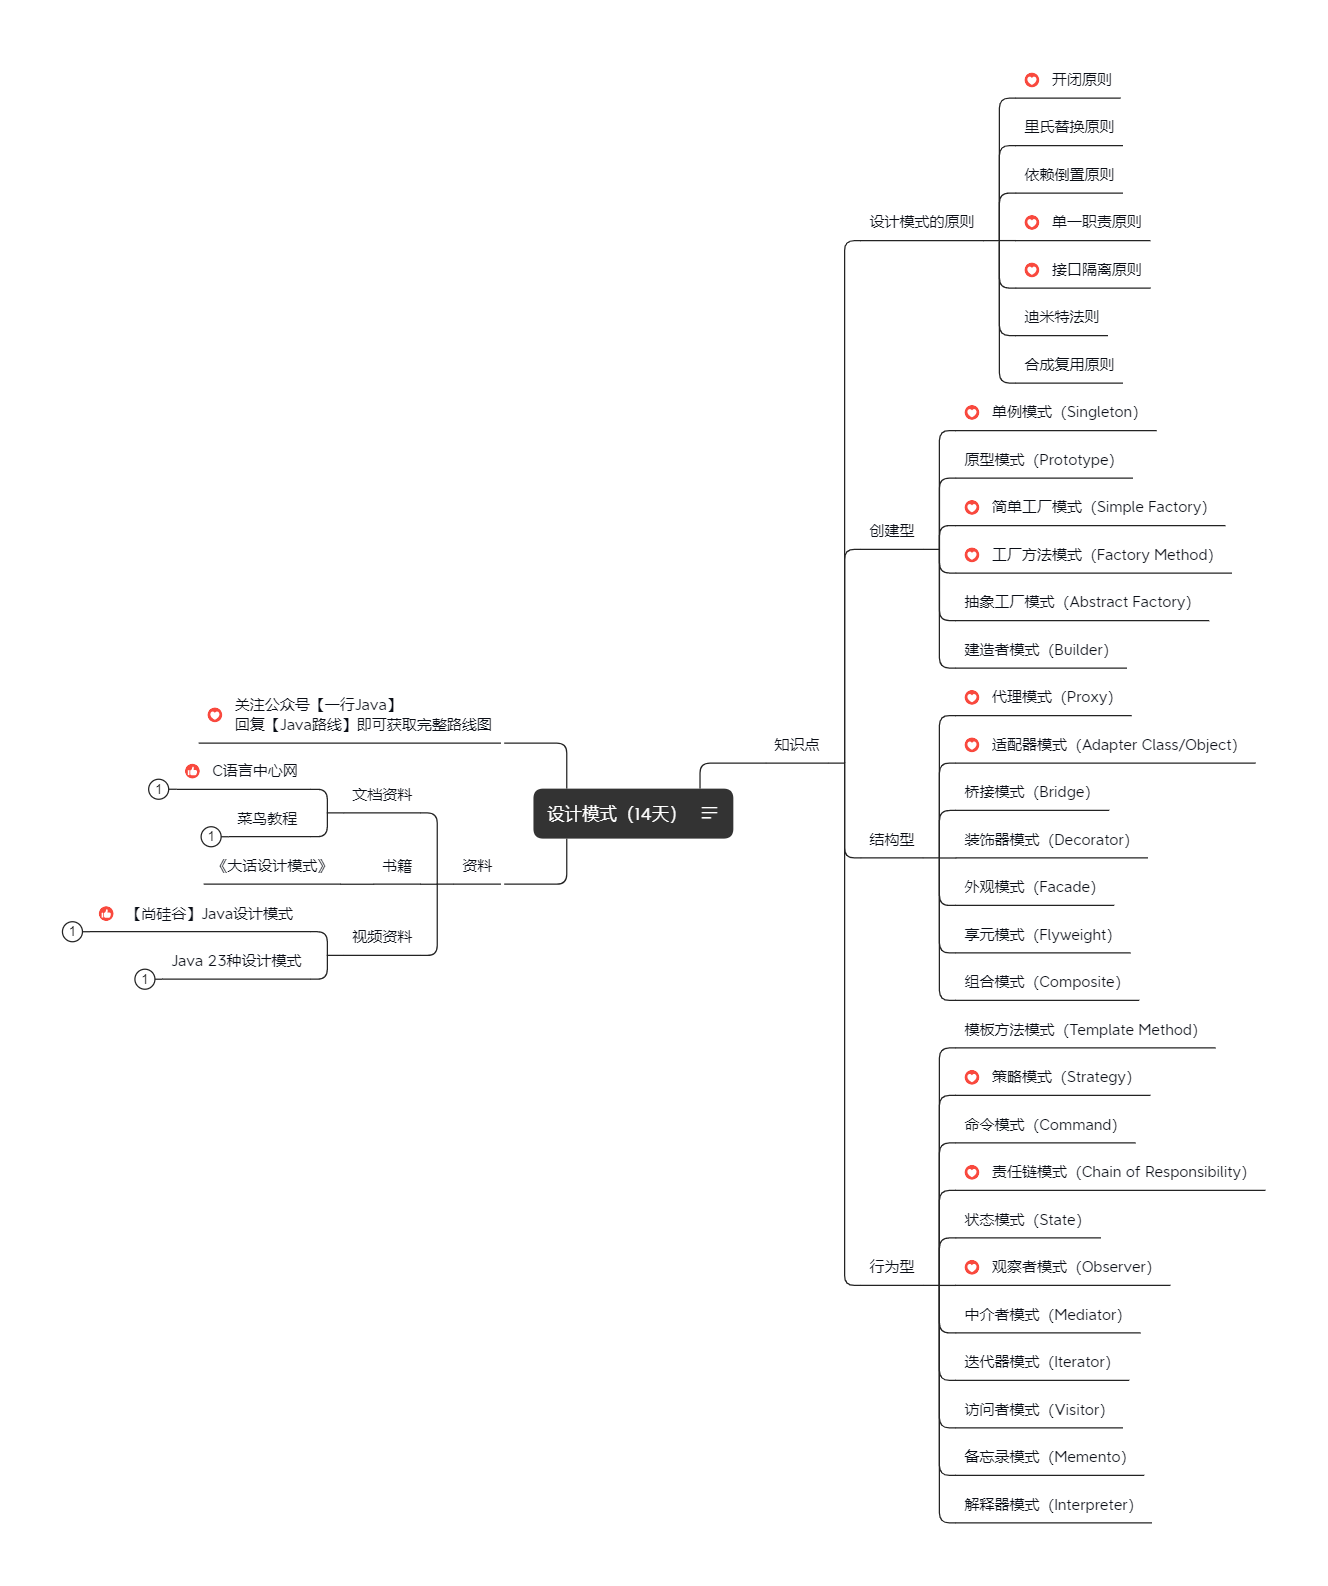 设计模式（14天）
关注公众号【一行Java】
回复【Java路线】即可获取完整路线图
资料
文档资料
C语言中心网
1
菜鸟教程
1
书籍
《大话设计模式》
视频资料
【尚硅谷】Java设计模式
1
Java 23种设计模式
1
知识点
设计模式的原则
开闭原则
里氏替换原则
依赖倒置原则
单一职责原则
接口隔离原则
迪米特法则
合成复用原则
创建型
单例模式（Singleton）
原型模式（Prototype）
简单工厂模式（Simple Factory）
工厂方法模式（Factory Method）
抽象工厂模式（Abstract Factory）
建造者模式（Builder）
结构型
代理模式（Proxy）
适配器模式（Adapter Class/Object）
桥接模式（Bridge）
装饰器模式（Decorator）
外观模式（Facade）
享元模式（Flyweight）
组合模式（Composite）
行为型
模板方法模式（Template Method）
策略模式（Strategy）
命令模式（Command）
责任链模式（Chain of Responsibility）
状态模式（State）
观察者模式（Observer）
中介者模式（Mediator）
迭代器模式（Iterator）
访问者模式（Visitor）
备忘录模式（Memento）
解释器模式（Interpreter）